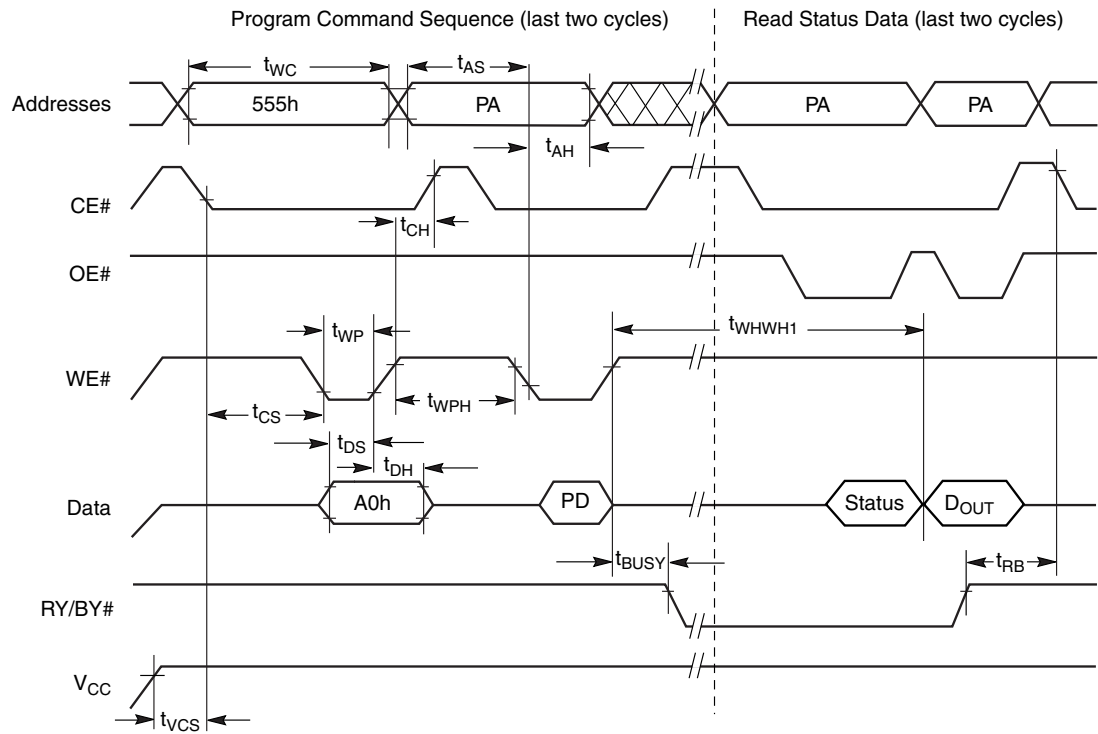 Program Command Sequence (last two cycles) Read Status Data (last two cycles)
tWC tAS
Addresses 555h PA PA PA
tAH
CE#
tCH
OE#
tWP tWHWH1
WE#
tCS tWPH
tDS
tDH
Data A0h PD Status DOUT
tBUSY tRB
RY/BY#
VCC
tVCS